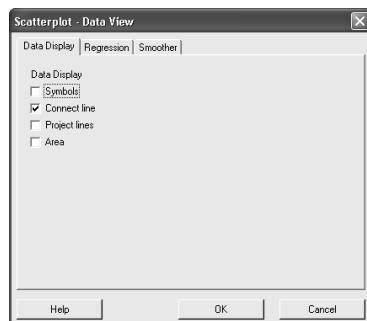 Scatterplot - Data View
Data Display Regression Smoother
Data Display
Symbols
Connect line
Project lines
Area
Help OK Cancel